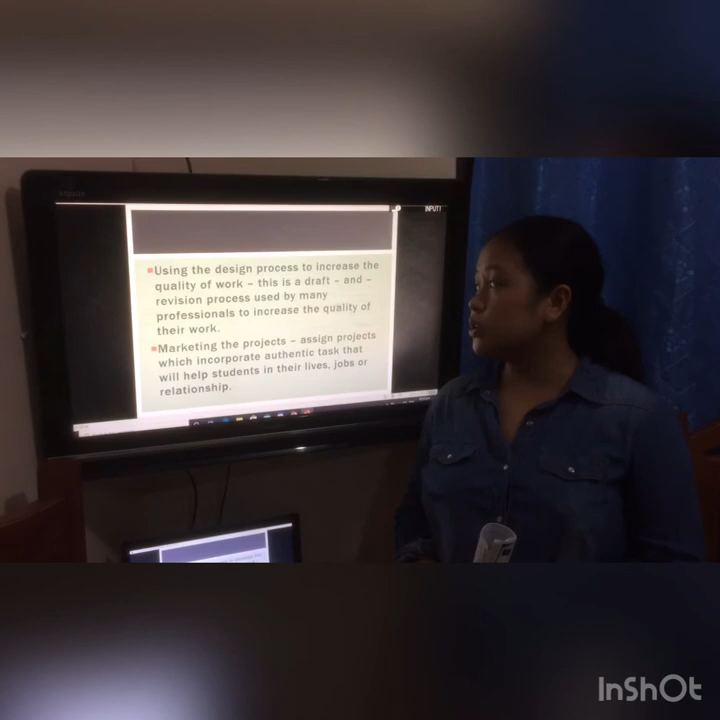 INPUT1
Using the design process to increase the
quality of work – this is a draft – and –
revision process used by many
professionals to increase the quality of
their work.
Marketing the projects – assign projects
which incorporate authentic task that
will help students in their lives, jobs or
relationship.
InShOt